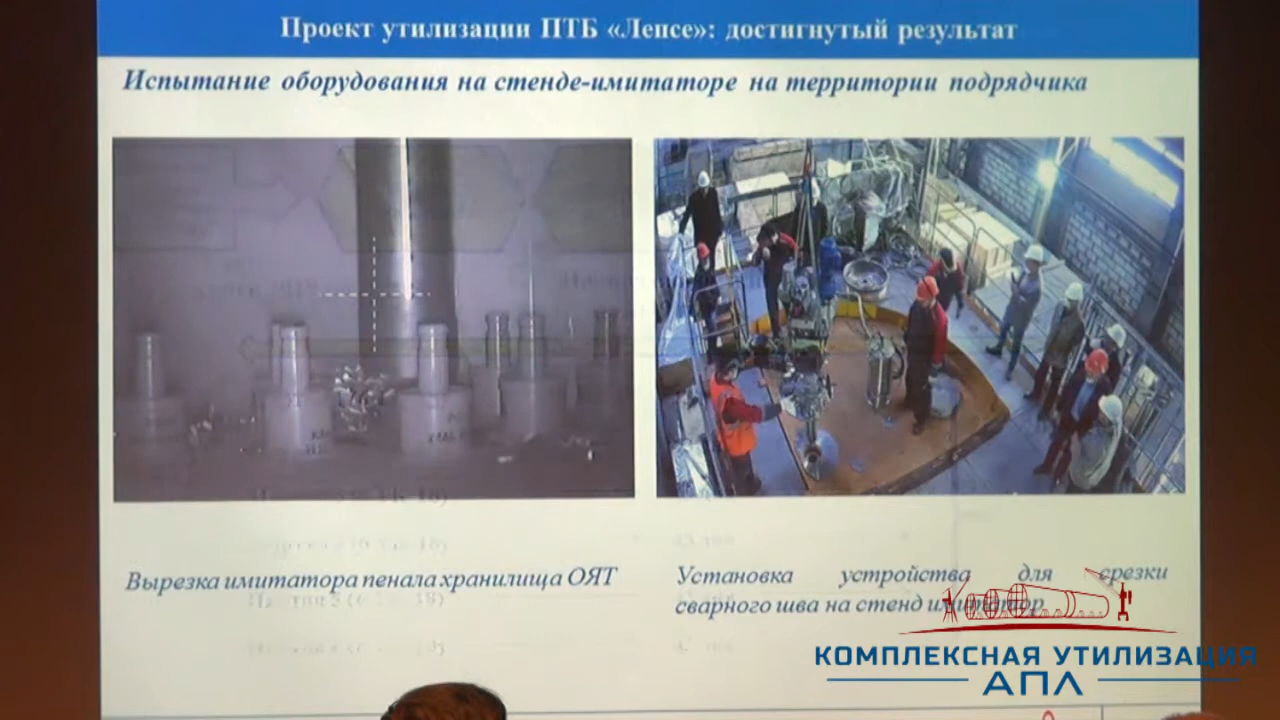 Проект утилизации ПТБ «Лепсе»: достигнутый результат
Испытание оборудования на стенде-имитаторе на территории подрядчика
Вырезка имитатора пенала хранилища ОЯТ
Установка устройства для срезки
сварного шва на стенд имитатор
КОМПЛЕКСНАЯ УТИЛИЗАЦИЯ
АПЛ